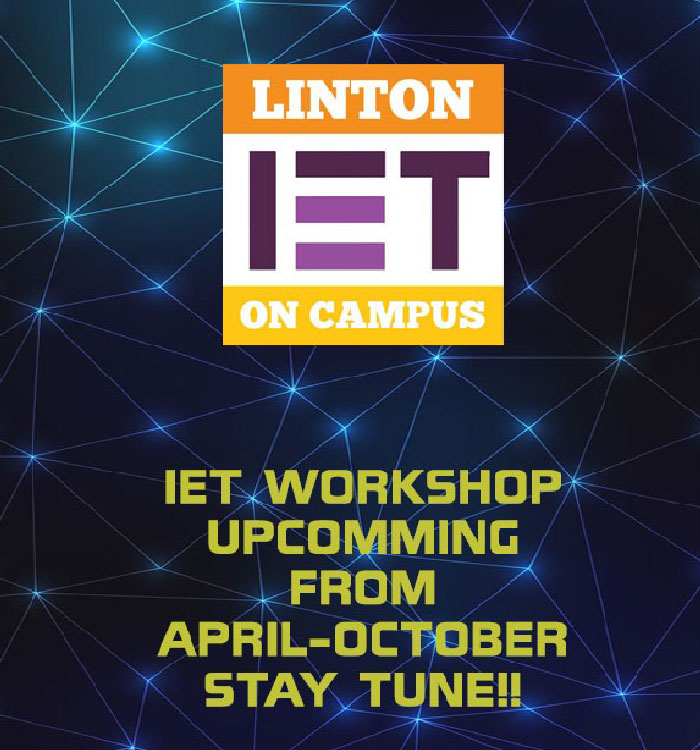 LINTON
IET
ON CAMPUS
IET WORKSHOP
UPCOMMING
FROM
APRIL-OCTOBER
STAY TUNE!!